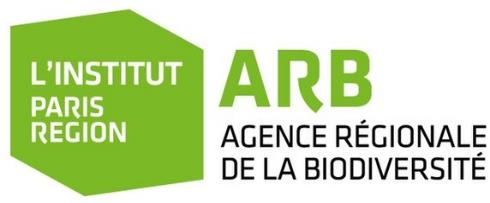 L'INSTITUT
PARIS
REGION
ARB
AGENCE RÉGIONALE
DE LA BIODIVERSITÉ